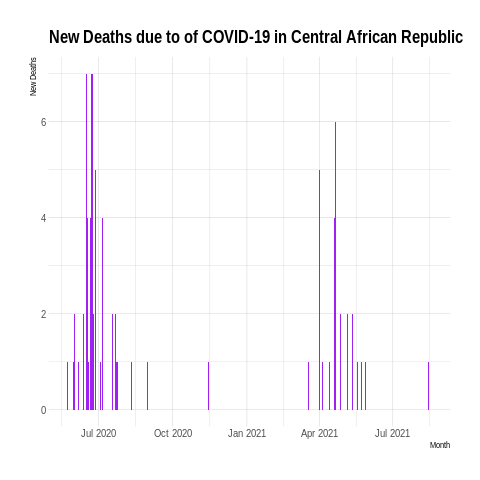 New Deaths due to of COVID-19 in Central African Republic
New Deaths
6
4
2
0
Jul 2020 Oct 2020 Jan 2021 Apr 2021 Jul 2021
Month